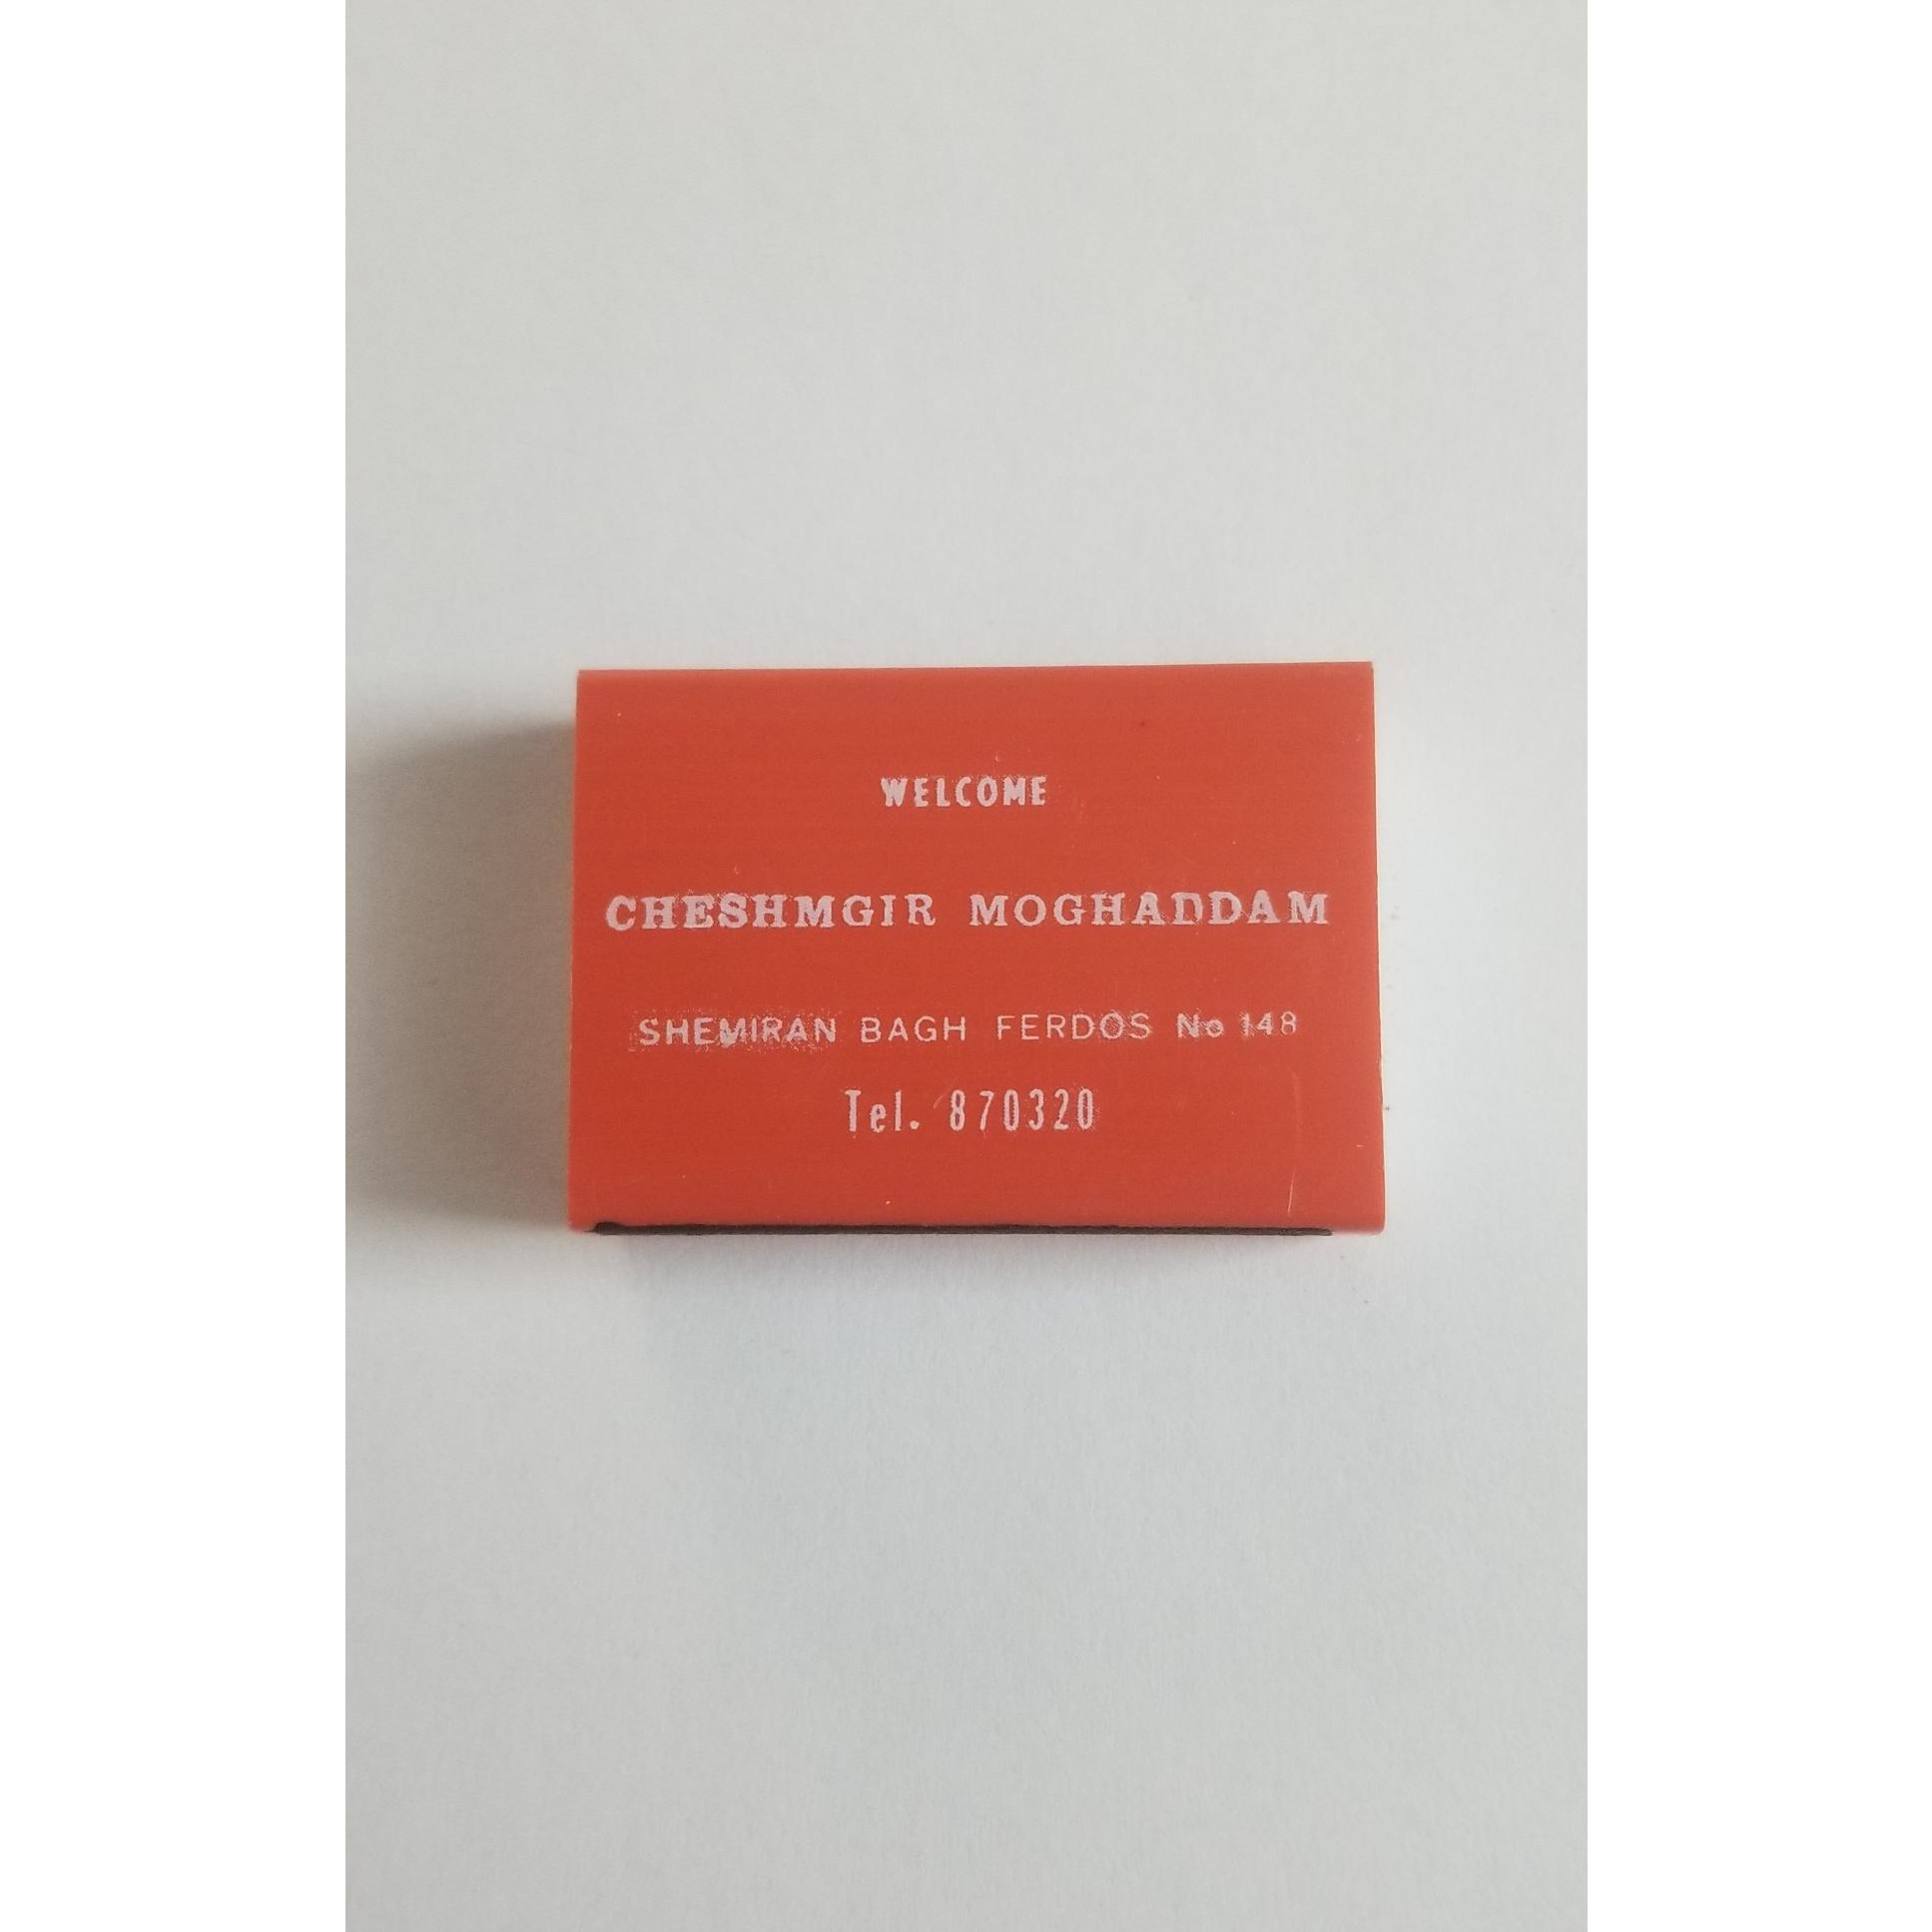 WELCOME
CHESHMGIR MOGHADDAM
SHEMIRAN BAGH FERDOS No 148
Tel. 870320